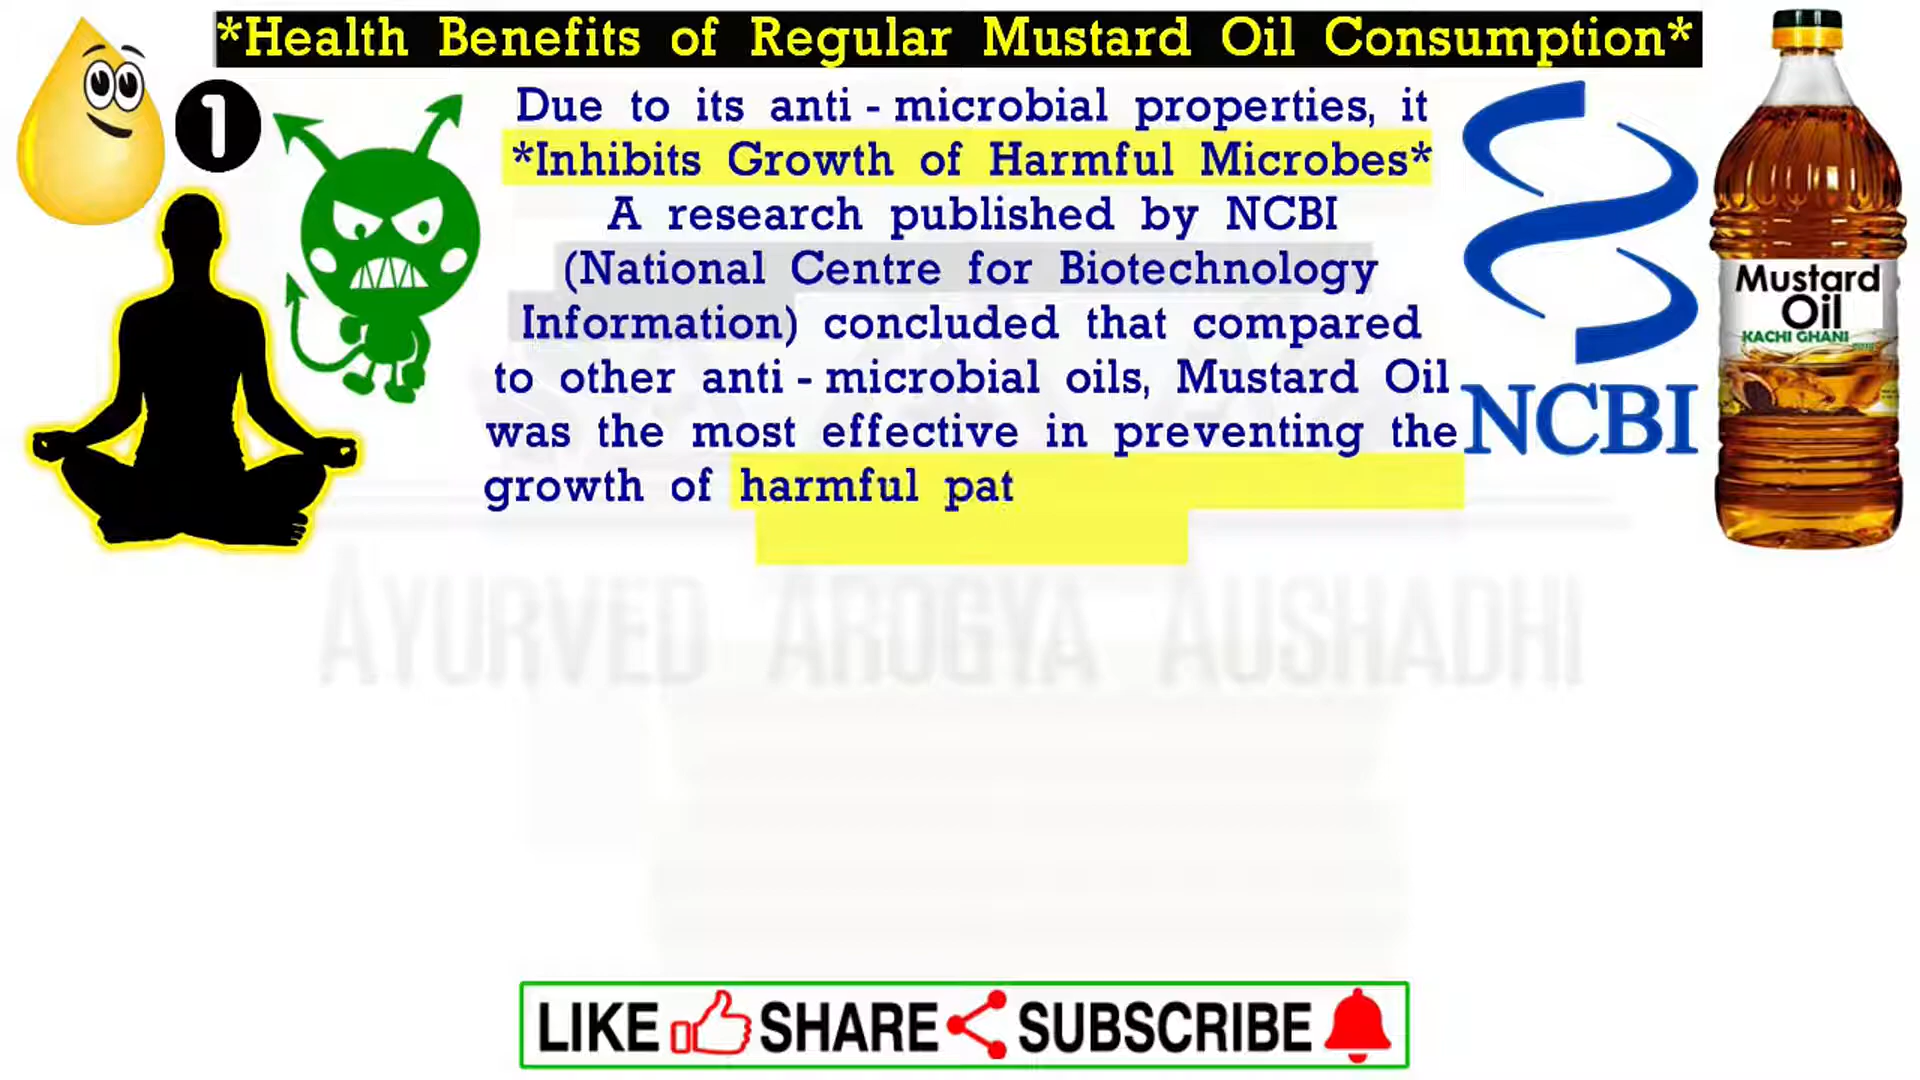 *Health Benefits of Regular Mustard Oil Consumption*
1
Due to its anti - microbial properties, it
*Inhibits Growth of Harmful Microbes*
A research published by NCBI
(National Centre for Biotechnology
Information) concluded that compared
to other anti - microbial oils, Mustard Oil
was the most effective in preventing the
growth of harmful pat
NCBI
Mustard
Oil
KACHI GHANI
AYURVED AROGYA AUSHADHI
LIKE SHARE SUBSCRIBE